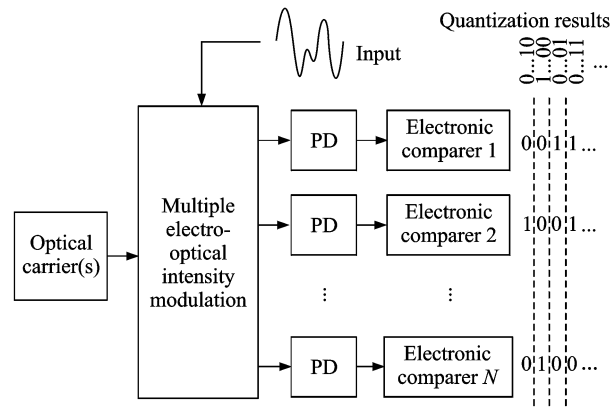 Quantization results
0...10
1...00
0...01
0...11
...
Input
Optical
carrier(s)
Multiple
electro-
optical
intensity
modulation
PD
Electronic
comparer 1
0 0 1 1 ...
PD
Electronic
comparer 2
1 0 0 1 ...
...
...
PD
Electronic
comparer N
0 1 0 0 ...